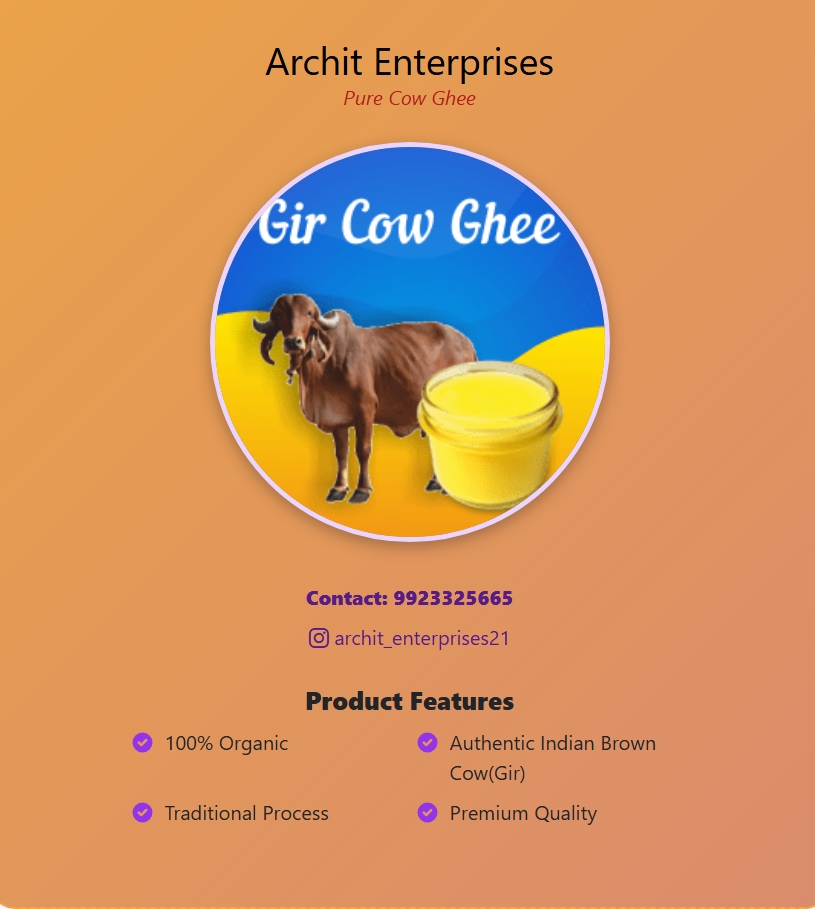 Archit Enterprises
Pure Cow Ghee
Gir Cow Ghee
Contact: 9923325665
archit_enterprises21
Product Features
100% Organic
Authentic Indian Brown
Cow(Gir)
Traditional Process
Premium Quality